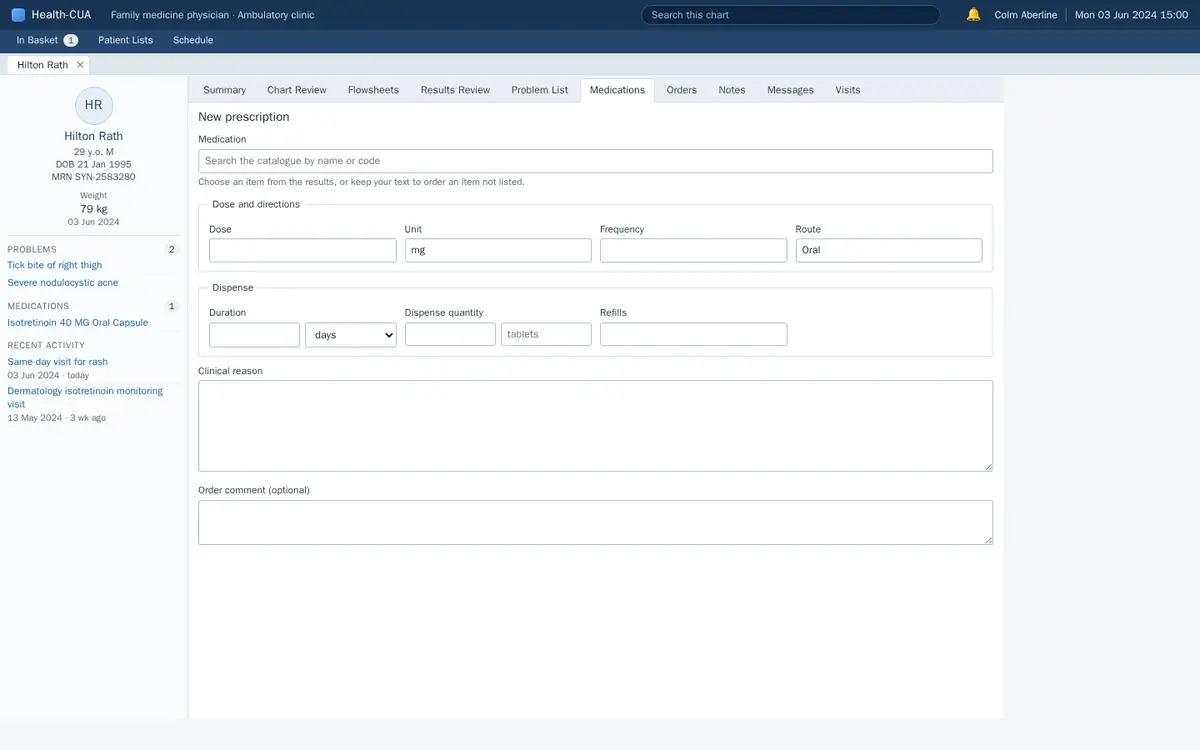 Health-CUA
Family medicine physician · Ambulatory clinic
Search this chart
Colm Aberline
Mon 03 Jun 2024 15:00
In Basket 1
Patient Lists
Schedule
Hilton Rath ✕
HR
Hilton Rath
29 y.o. M
DOB 21 Jan 1995
MRN SYN-2583280
Weight
79 kg
03 Jun 2024
PROBLEMS 2
Tick bite of right thigh
Severe nodulocystic acne
MEDICATIONS 1
Isotretinoin 40 MG Oral Capsule
RECENT ACTIVITY
Same-day visit for rash
03 Jun 2024 · today
Dermatology isotretinoin monitoring
visit
13 May 2024 · 3 wk ago
Summary
Chart Review
Flowsheets
Results Review
Problem List
Medications
Orders
Notes
Messages
Visits
New prescription
Medication
Search the catalogue by name or code
Choose an item from the results, or keep your text to order an item not listed.
Dose and directions
Dose
Unit
Frequency
Route
mg
Oral
Dispense
Duration
Dispense quantity
Refills
days
tablets
Clinical reason
Order comment (optional)